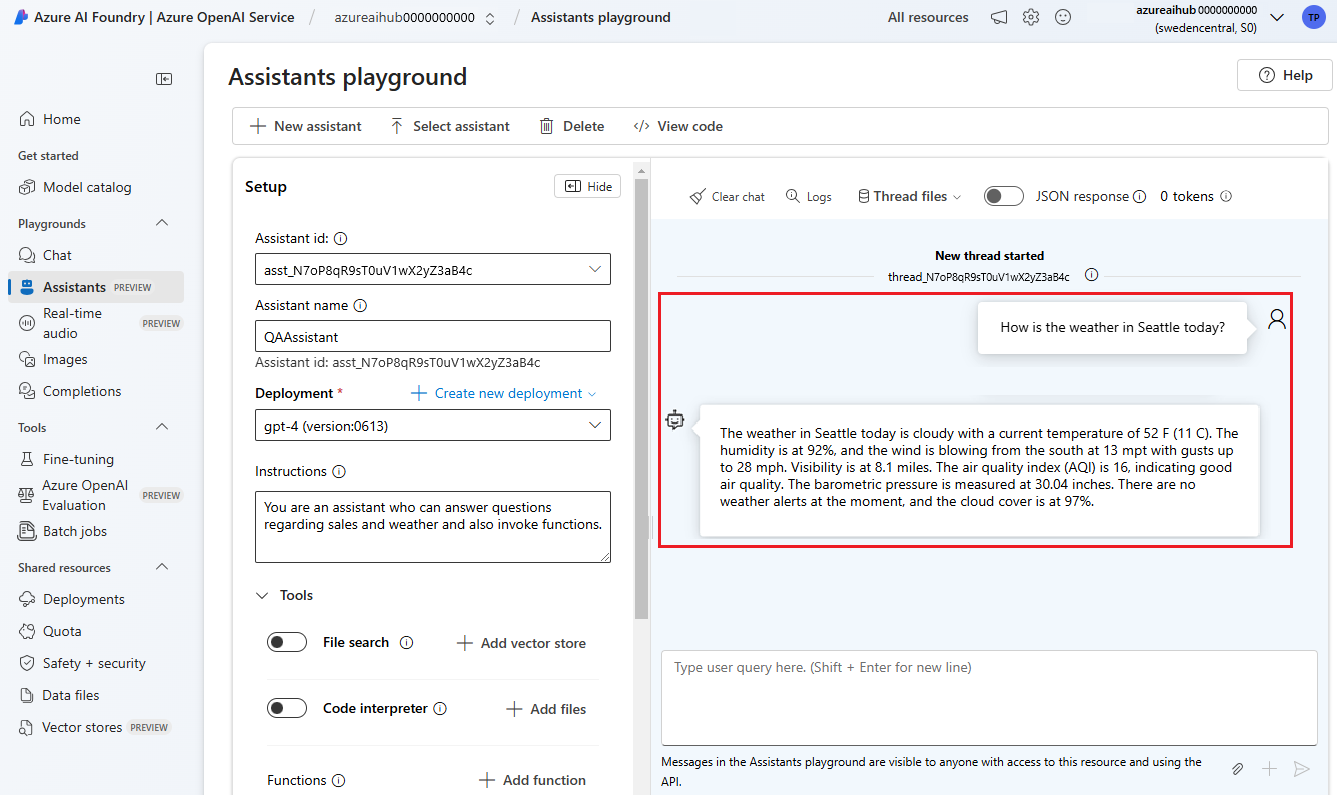 Azure AI Foundry | Azure OpenAI Service / azureaihub0000000000 / Assistants playground
All resources
azureaihub0000000000
(swedencentral, S0)
TP
Home
Get started
Model catalog
Playgrounds
Chat
Assistants PREVIEW
Real-time
audio
PREVIEW
Images
Completions
Tools
Fine-tuning
Azure OpenAI
Evaluation
PREVIEW
Batch jobs
Shared resources
Deployments
Quota
Safety + security
Data files
Vector stores PREVIEW
Assistants playground
Help
New assistant
Select assistant
Delete
View code
Setup
Hide
Assistant id:
asst_N7oP8qR9sT0uV1wX2yZ3aB4c
Assistant name
QAAssistant
Assistant id: asst_N7oP8qR9sT0uV1wX2yZ3aB4c
Deployment *
Create new deployment
gpt-4 (version:0613)
Instructions
You are an assistant who can answer questions
regarding sales and weather and also invoke functions.
Tools
File search
Add vector store
Code interpreter
Add files
Functions
Add function
Clear chat
Logs
Thread files
JSON response
0 tokens
New thread started
thread_N7oP8qR9sT0uV1wX2yZ3aB4c
How is the weather in Seattle today?
The weather in Seattle today is cloudy with a current temperature of 52 F (11 C). The
humidity is at 92%, and the wind is blowing from the south at 13 mpt with gusts up
to 28 mph. Visibility is at 8.1 miles. The air quality index (AQI) is 16, indicating good
air quality. The barometric pressure is measured at 30.04 inches. There are no
weather alerts at the moment, and the cloud cover is at 97%.
Type user query here. (Shift + Enter for new line)
Messages in the Assistants playground are visible to anyone with access to this resource and using the
API.